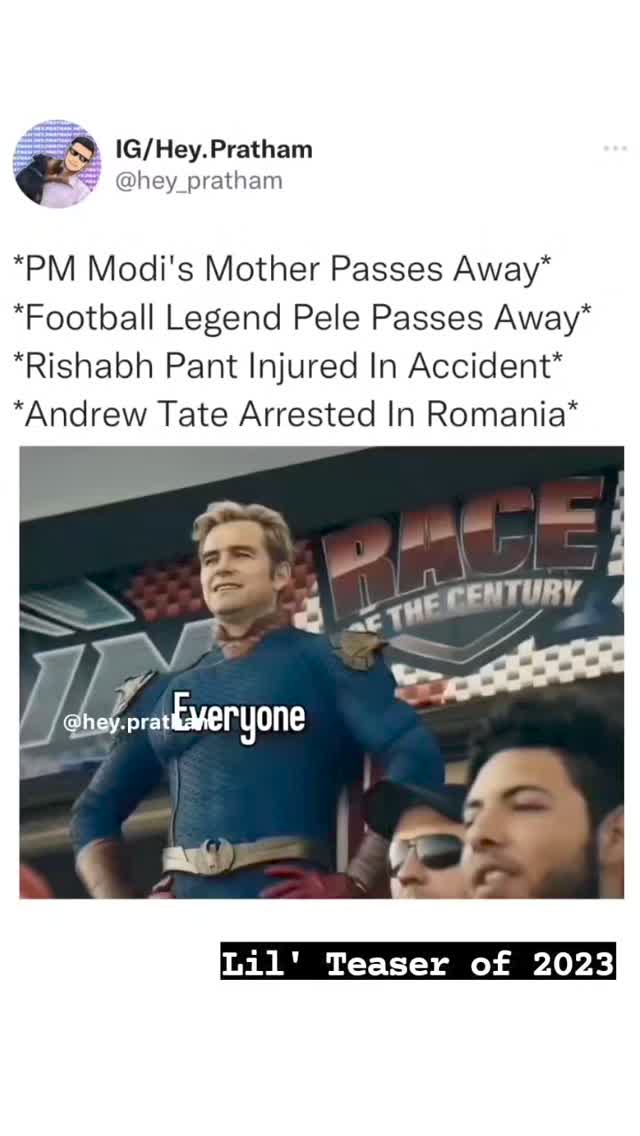 IG/Hey.Pratham
@hey_pratham
*PM Modi's Mother Passes Away*
*Football Legend Pele Passes Away*
*Rishabh Pant Injured In Accident*
*Andrew Tate Arrested In Romania*
RACE
OF THE CENTURY
Everyone
Lil' Teaser of 2023